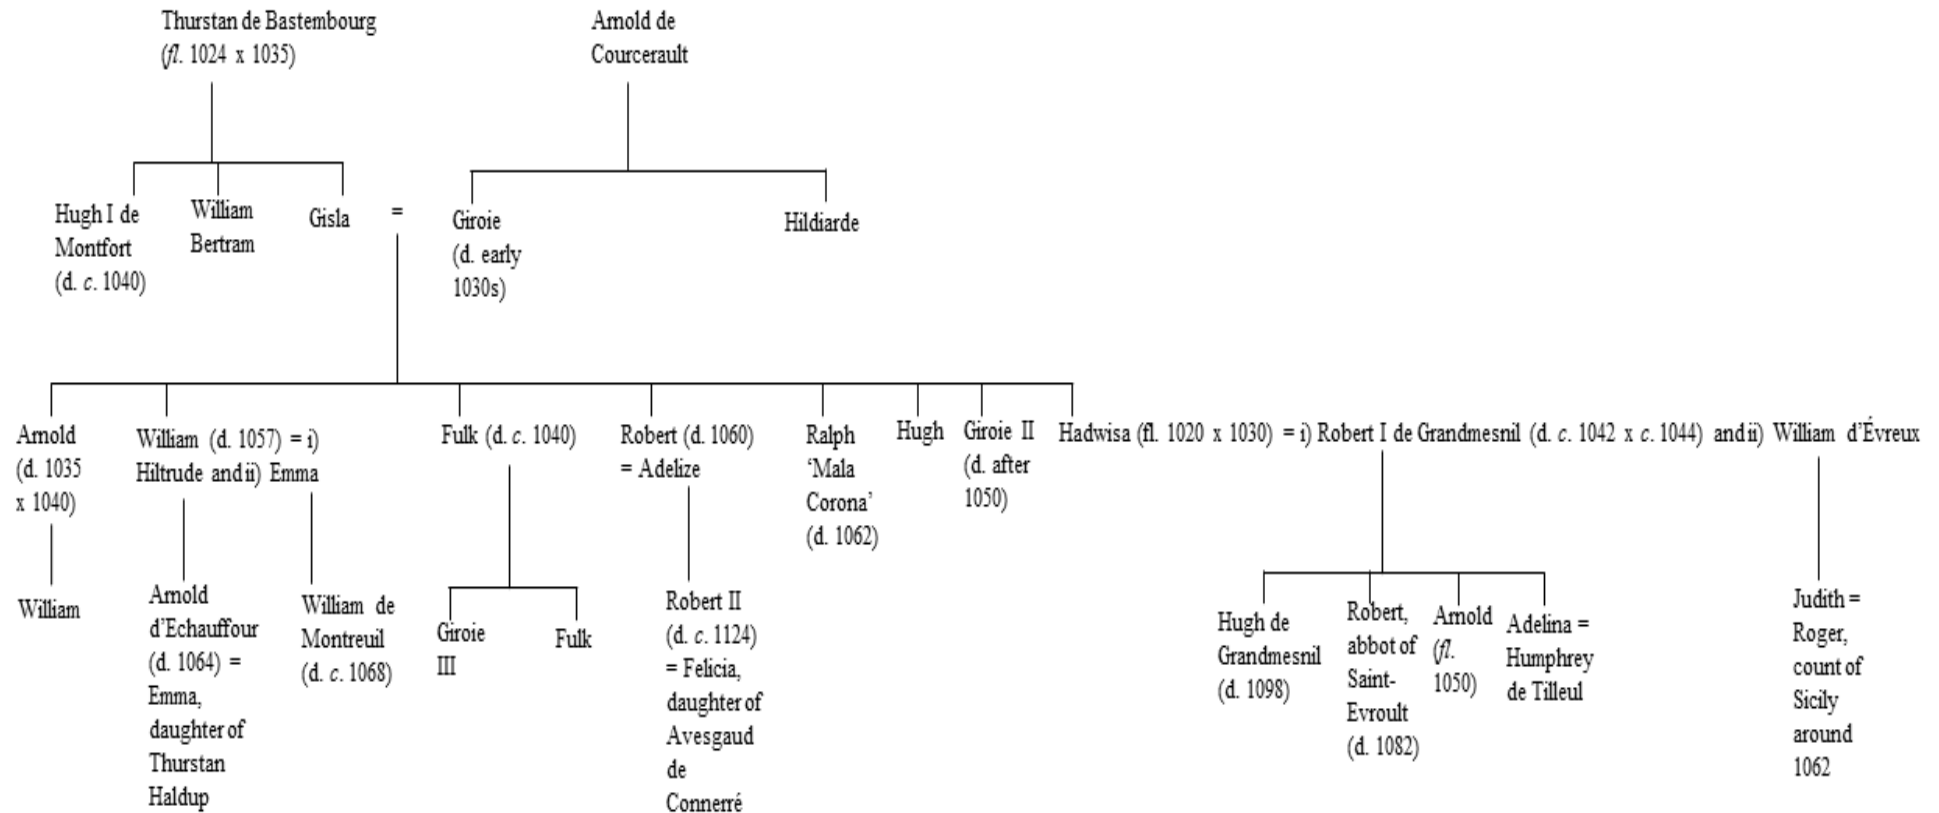 Thurstan de Bastembourg
(fl. 1024 x 1035)
Arnold de
Courcerault
Hugh I de
Montfort
(d. c. 1040)
William
Bertram
Gisla
=
Giroie
(d. early
1030s)
Hildiarde
Arnold
(d. 1035
x 1040)
William (d. 1057) = i)
Hiltrude and ii) Emma
Fulk (d. c. 1040)
Robert (d. 1060)
= Adelize
Ralph
‘Mala
Corona’
(d. 1062)
Hugh
Giroie II
(d. after
1050)
Hadwisa (fl. 1020 x 1030) = i) Robert I de Grandmesnil (d. c. 1042 x c. 1044) and ii) William d’Évreux
William
Arnold
d’Echauffour
(d. 1064) =
Emma,
daughter of
Thurstan
Haldup
William de
Montreuil
(d. c. 1068)
Giroie
III
Fulk
Robert II
(d. c. 1124)
= Felicia,
daughter of
Avesgaud
de
Connerré
Hugh de
Grandmesnil
(d. 1098)
Robert,
abbot of
Saint-
Evroult
(d. 1082)
Arnold
(fl.
1050)
Adelina =
Humphrey
de Tilleul
Judith =
Roger,
count of
Sicily
around
1062